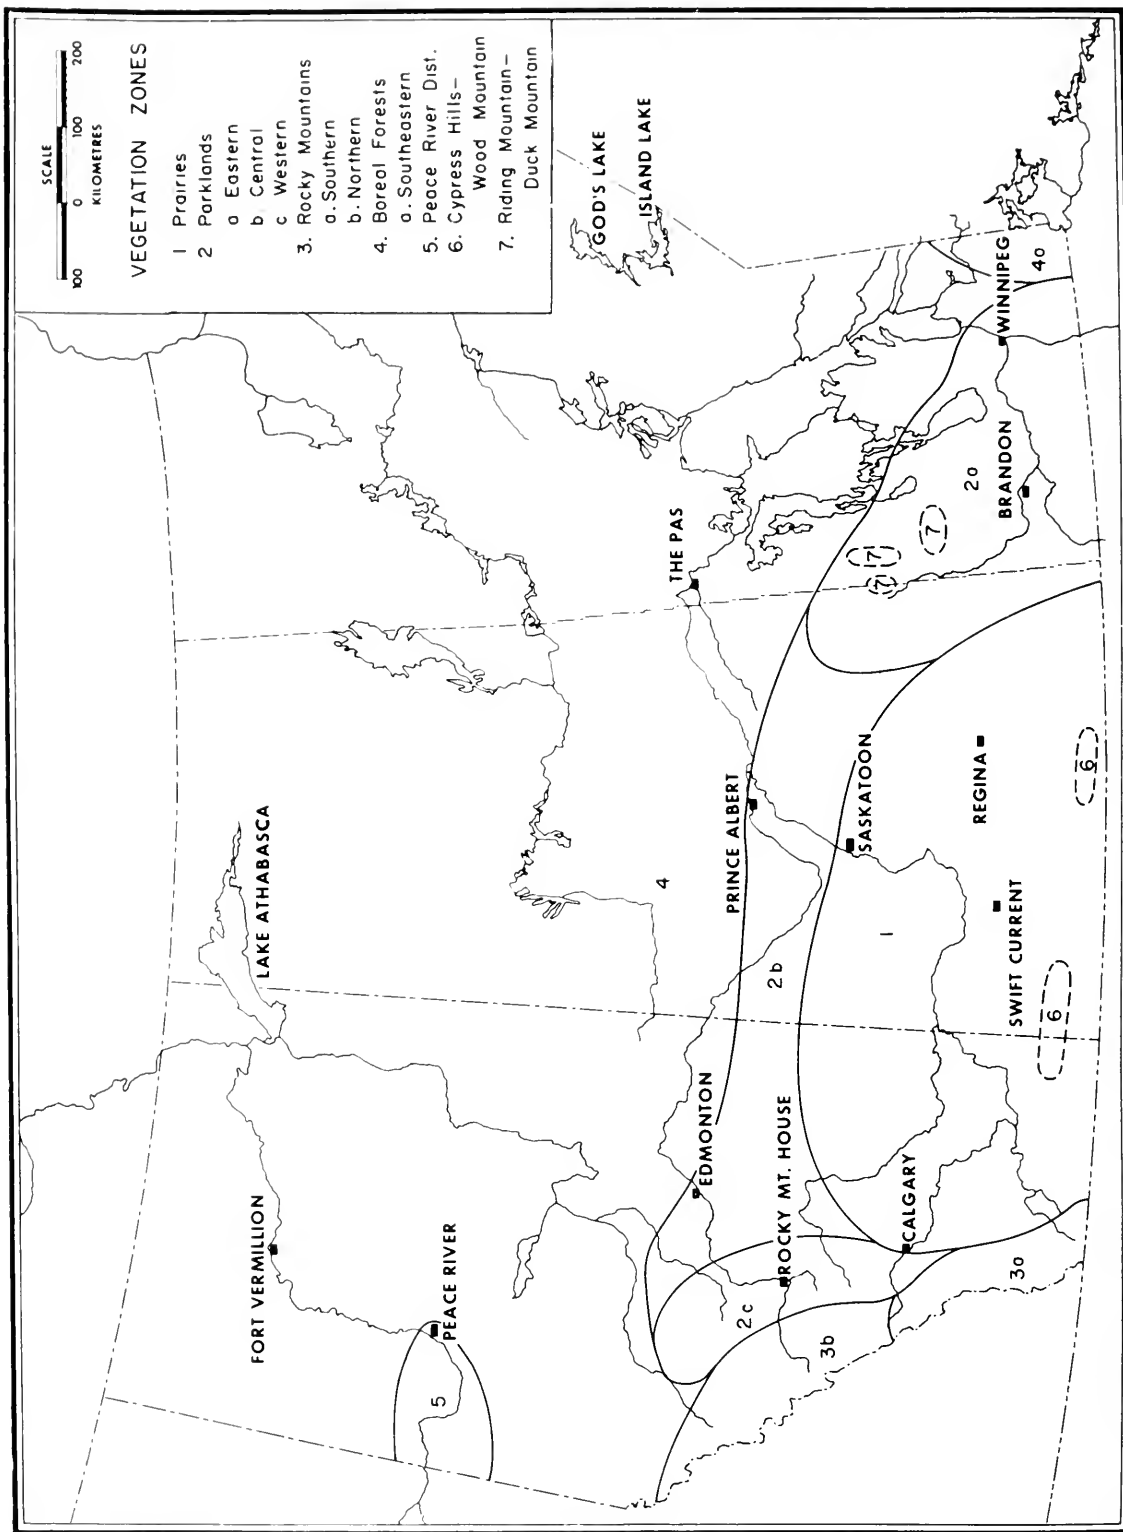 SCALE
100 0 100 200
KILOMETRES
VEGETATION ZONES
1 Prairies
2 Parklands
a Eastern
b. Central
c Western
3. Rocky Mountains
a. Southern
b. Northern
4. Boreal Forests
a. Southeastern
5. Peace River Dist.
6. Cypress Hills–
Wood Mountain
7. Riding Mountain–
Duck Mountain
GOD'S LAKE
ISLAND LAKE
LAKE ATHABASCA
FORT VERMILLION
PEACE RIVER
5
THE PAS
4
PRINCE ALBERT
EDMONTON
2b
ROCKY MT. HOUSE
2c
3b
SASKATOON
1
CALGARY
3a
REGINA
SWIFT CURRENT
6
6
7
7
7
2a
BRANDON
WINNIPEG
4a